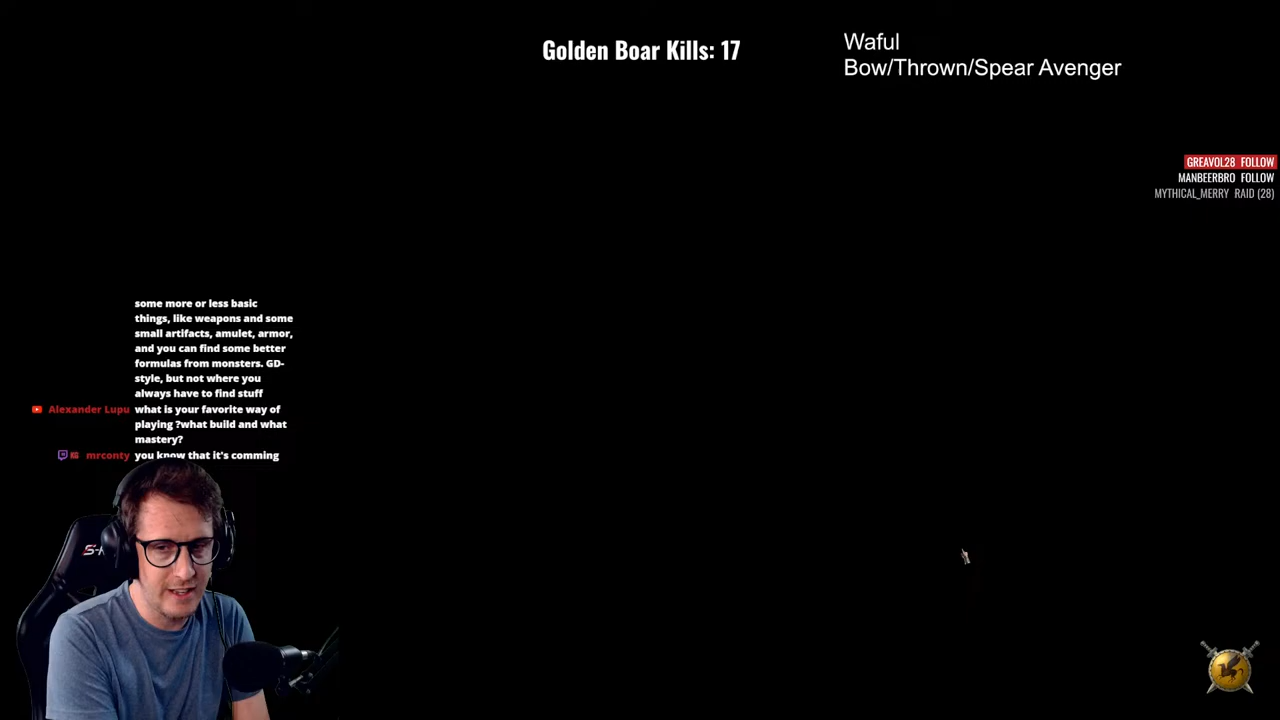 Golden Boar Kills: 17
Waful
Bow/Thrown/Spear Avenger
GREAVOL28 FOLLOW
MANBEERBRO FOLLOW
MYTHICAL_MERRY RAID (28)
some more or less basic
things, like weapons and some
small artifacts, amulet, armor,
and you can find some better
formulas from monsters. GD-
style, but not where you
always have to find stuff
Alexander Lupu what is your favorite way of
playing ?what build and what
mastery?
mrconty you know that it's comming